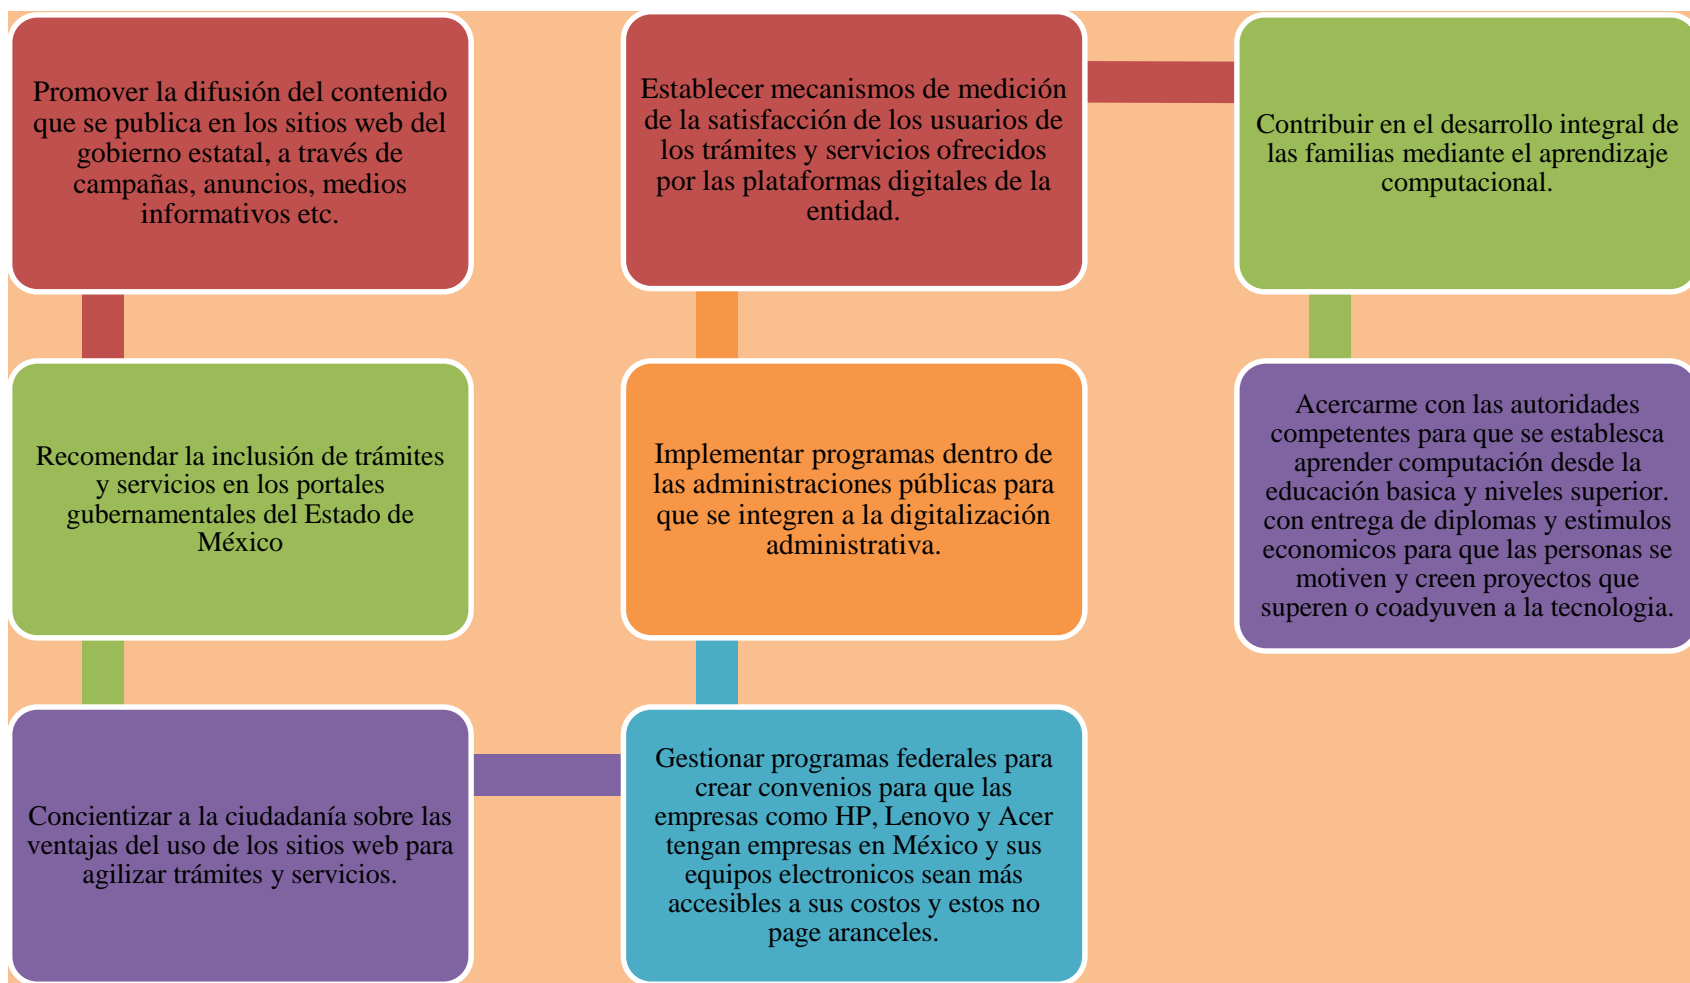 Promover la difusión del contenido
que se publica en los sitios web del
gobierno estatal, a través de
campañas, anuncios, medios
informativos etc.
Recomendar la inclusión de trámites
y servicios en los portales
gubernamentales del Estado de
México
Concientizar a la ciudadanía sobre las
ventajas del uso de los sitios web para
agilizar trámites y servicios.
Gestionar programas federales para
crear convenios para que las
empresas como HP, Lenovo y Acer
tengan empresas en México y sus
equipos electronicos sean más
accesibles a sus costos y estos no
page aranceles.
Implementar programas dentro de
las administraciones públicas para
que se integren a la digitalización
administrativa.
Establecer mecanismos de medición
de la satisfacción de los usuarios de
los trámites y servicios ofrecidos
por las plataformas digitales de la
entidad.
Contribuir en el desarrollo integral de
las familias mediante el aprendizaje
computacional.
Acercarme con las autoridades
competentes para que se establesca
aprender computación desde la
educación basica y niveles superior.
con entrega de diplomas y estimulos
economicos para que las personas se
motiven y creen proyectos que
superen o coadyuven a la tecnologia.